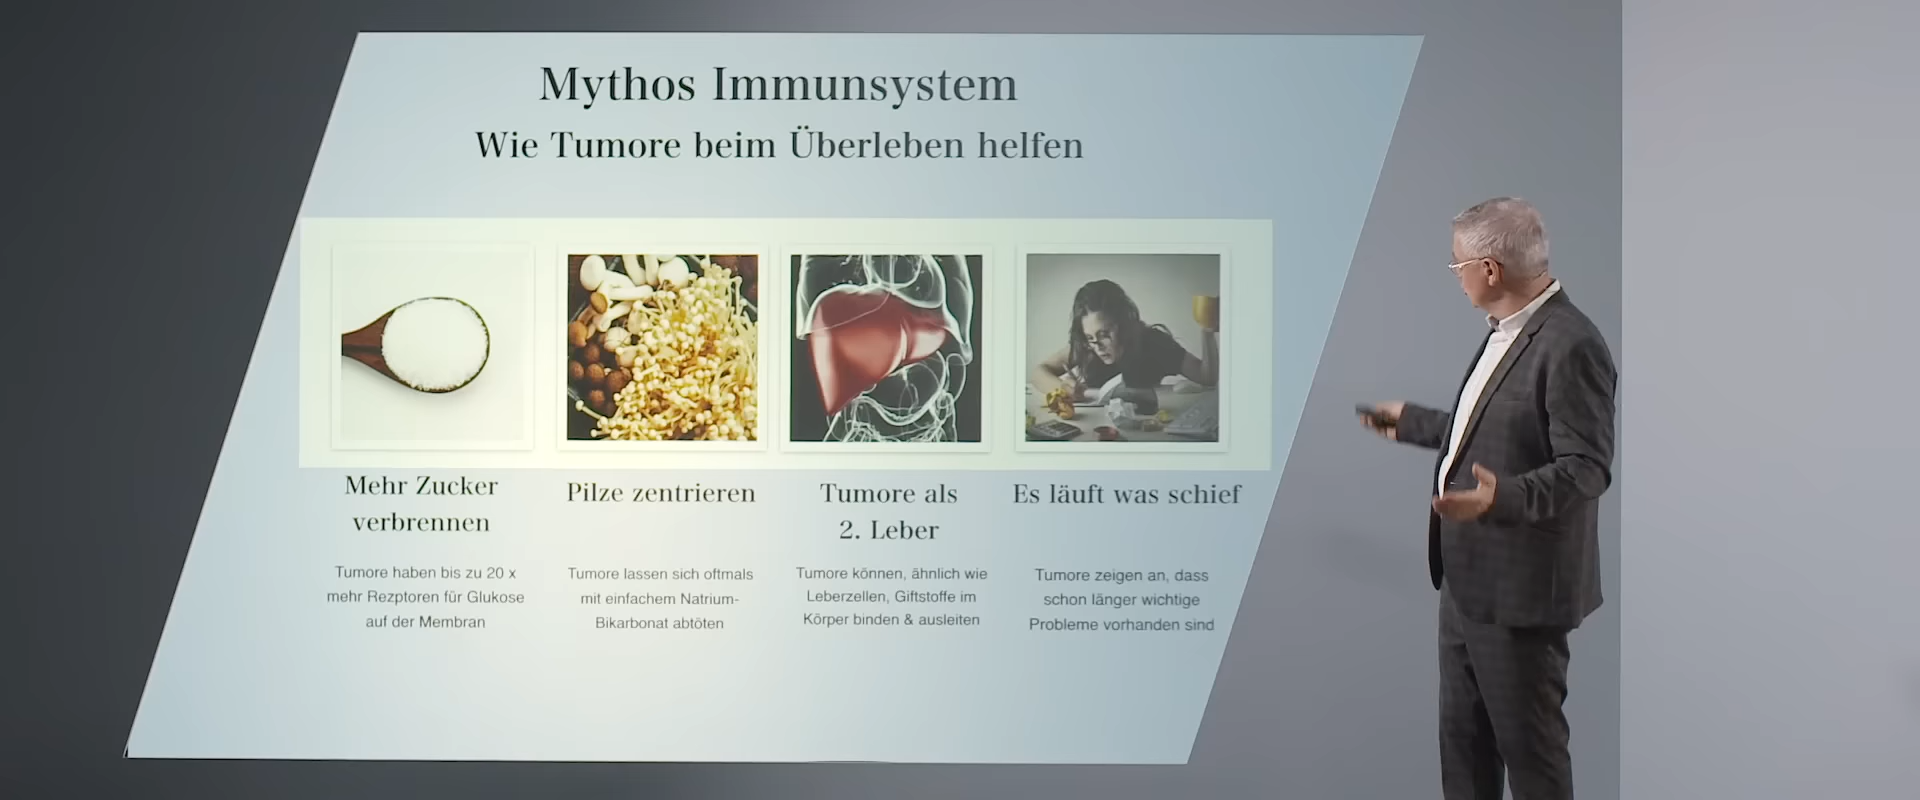 Mythos Immunsystem
Wie Tumore beim Überleben helfen
Mehr Zucker
verbrennen
Tumore haben bis zu 20 x
mehr Rezptoren für Glukose
auf der Membran
Pilze zentrieren
Tumore lassen sich oftmals
mit einfachem Natrium-
Bikarbonat abtöten
Tumore als
2. Leber
Tumore können, ähnlich wie
Leberzellen, Giftstoffe im
Körper binden & ausleiten
Es läuft was schief
Tumore zeigen an, dass
schon länger wichtige
Probleme vorhanden sind